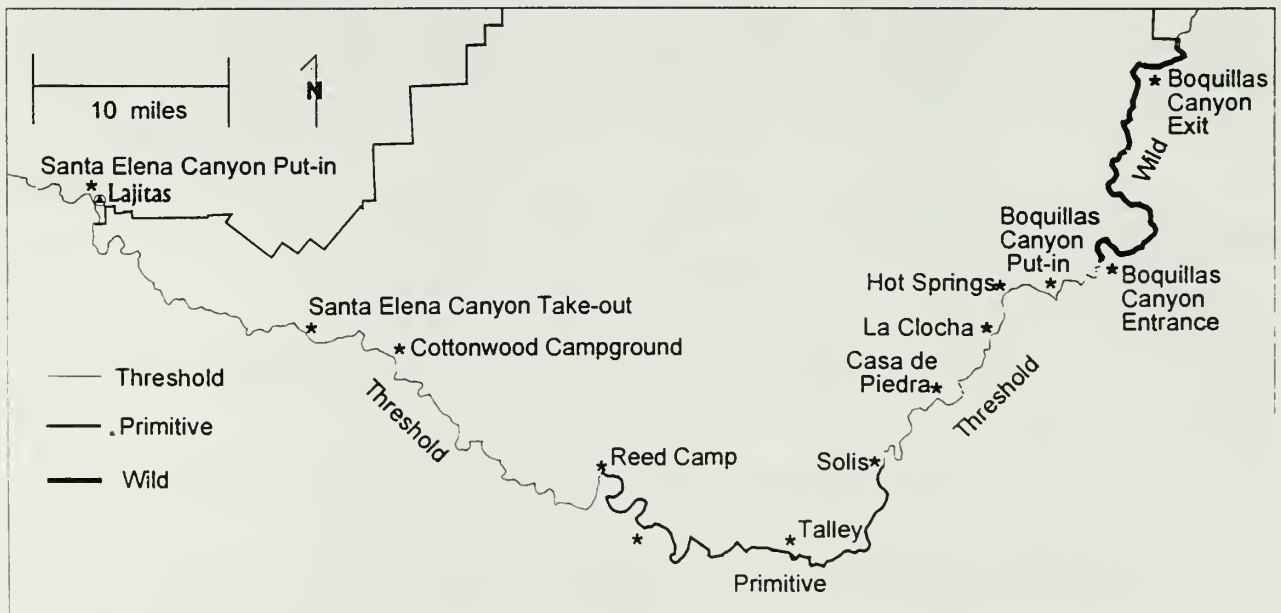 10 miles
N
Santa Elena Canyon Put-in
Lajitas
Santa Elena Canyon Take-out
Cottonwood Campground
Threshold
Primitive
Wild
Threshold
Reed Camp
Talley
Primitive
Solis
Casa de
Piedra
La Clocha
Hot Springs
Threshold
Boquillas
Canyon
Put-in
Boquillas
Canyon
Entrance
Wild
Boquillas
Canyon
Exit